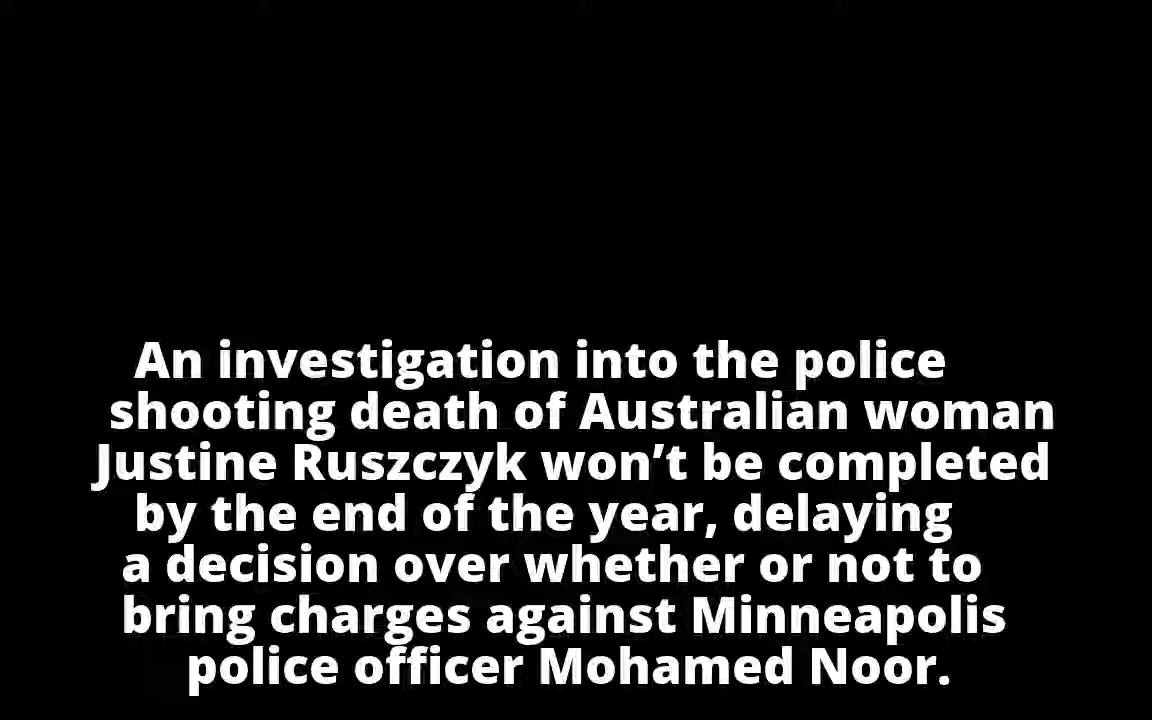 An investigation into the police
shooting death of Australian woman
Justine Ruszczyk won’t be completed
by the end of the year, delaying
a decision over whether or not to
bring charges against Minneapolis
police officer Mohamed Noor.